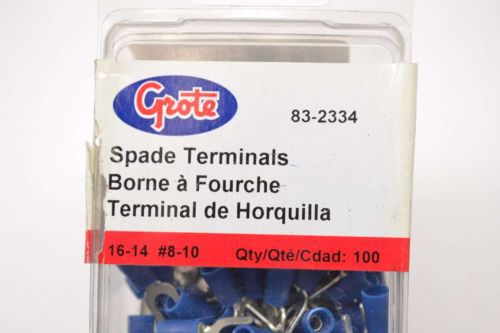 Grote
83-2334
Spade Terminals
Borne à Fourche
Terminal de Horquilla
16-14 #8-10 Qty/Qté/Cdad: 100